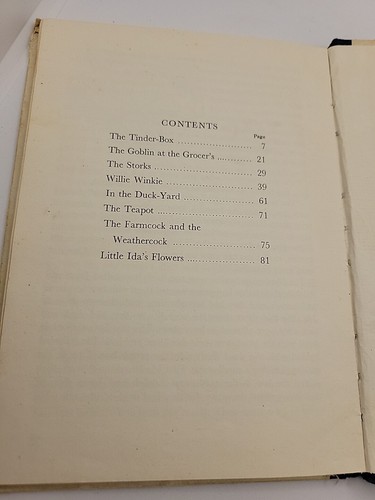 CONTENTS
Page
The Tinder-Box ........................ 7
The Goblin at the Grocer's ........... 21
The Storks ............................ 29
Willie Winkie ........................... 39
In the Duck-Yard ..................... 61
The Teapot ............................. 71
The Farmcock and the
Weathercock ........................ 75
Little Ida's Flowers .................... 81